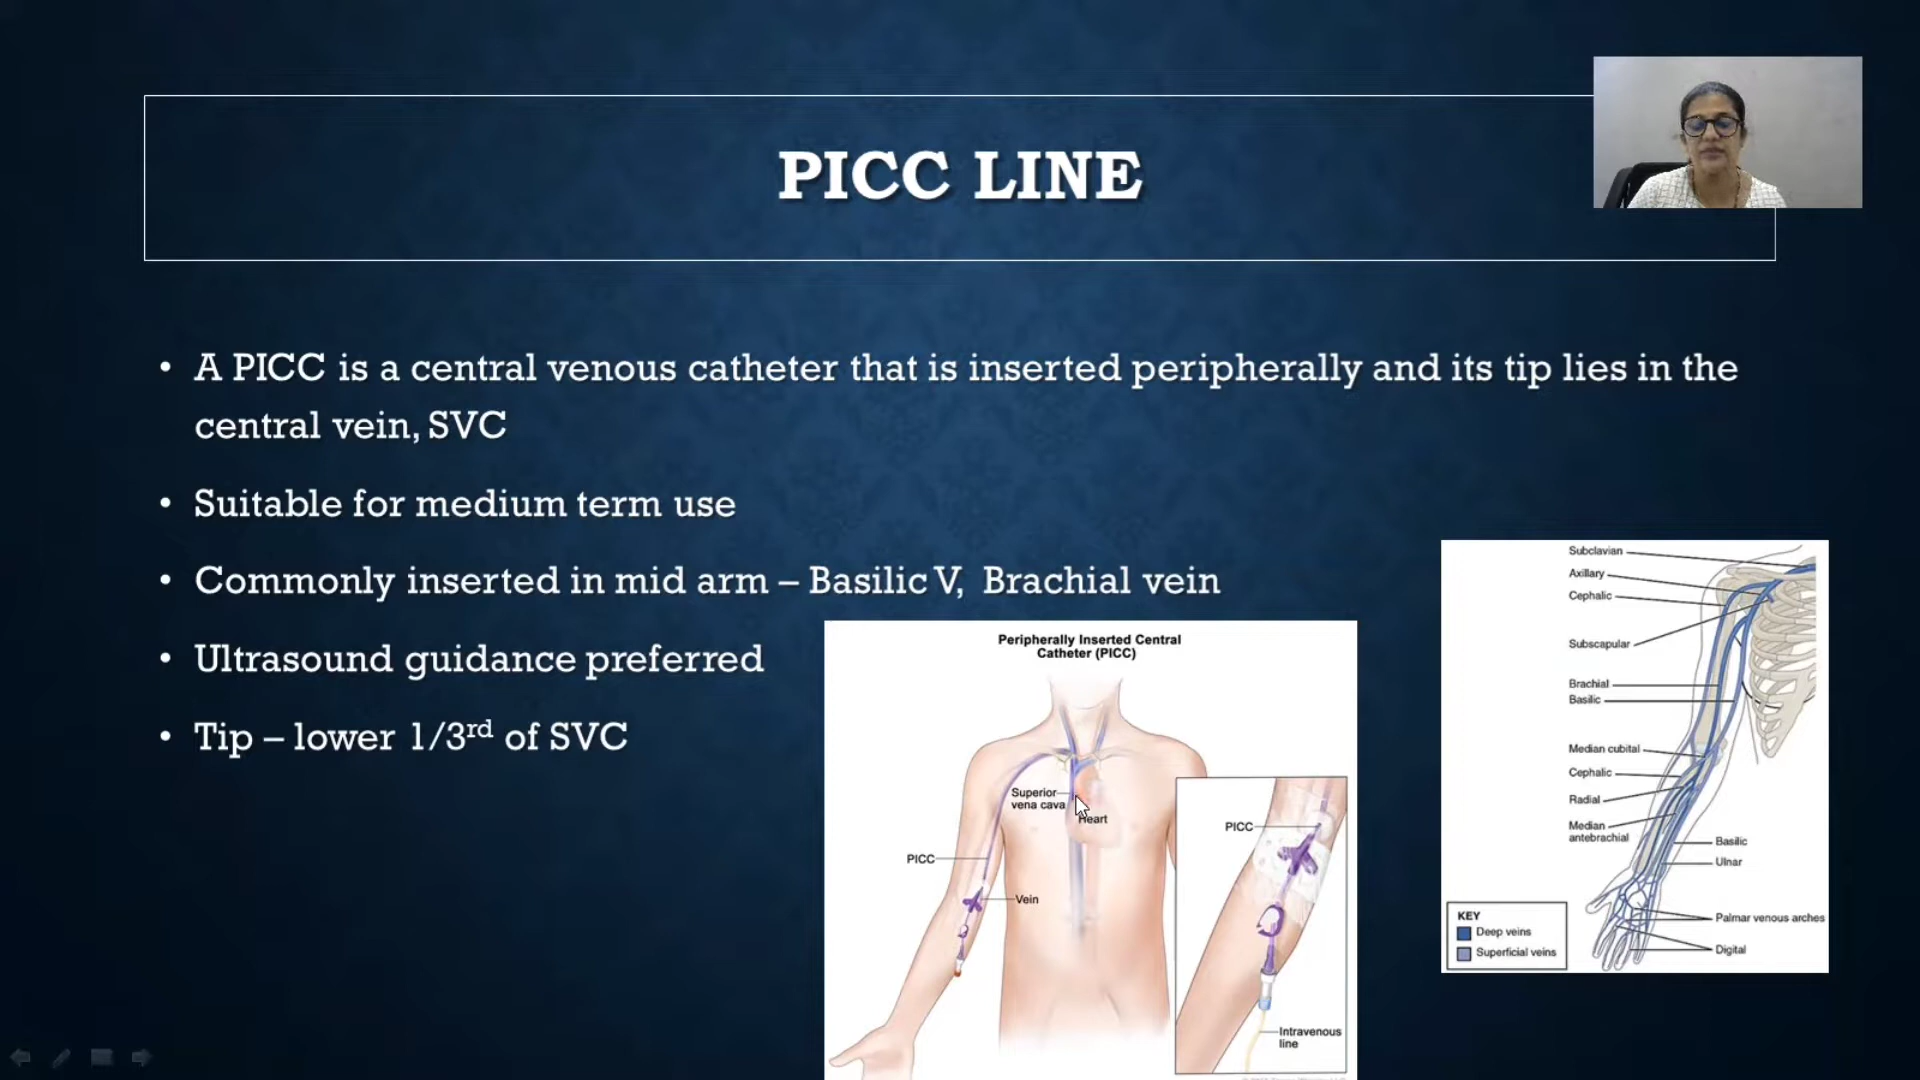 PICC LINE
• A PICC is a central venous catheter that is inserted peripherally and its tip lies in the
central vein, SVC
• Suitable for medium term use
• Commonly inserted in mid arm – Basilic V, Brachial vein
• Ultrasound guidance preferred
• Tip – lower 1/3rd of SVC
Peripherally Inserted Central
Catheter (PICC)
Superior
vena cava
Heart
PICC
Vein
PICC
Intravenous
line
Subclavian
Axillary
Cephalic
Subscapular
Brachial
Basilic
Median cubital
Cephalic
Radial
Median
antebrachial
Basilic
Ulnar
Palmar venous arches
Digital
KEY
Deep veins
Superficial veins